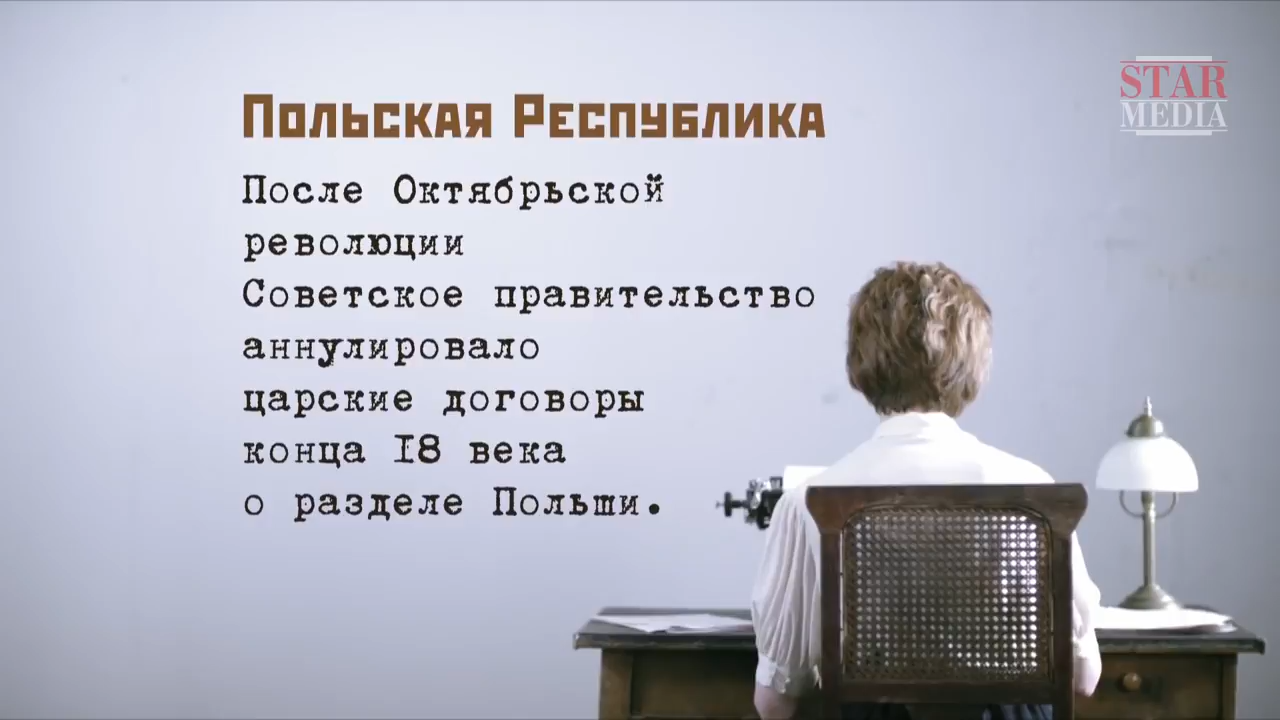 Польская Республика
После Октябрьской
революции
Советское правительство
аннулировало
царские договоры
конца 18 века
о разделе Польши.
STAR
MEDIA